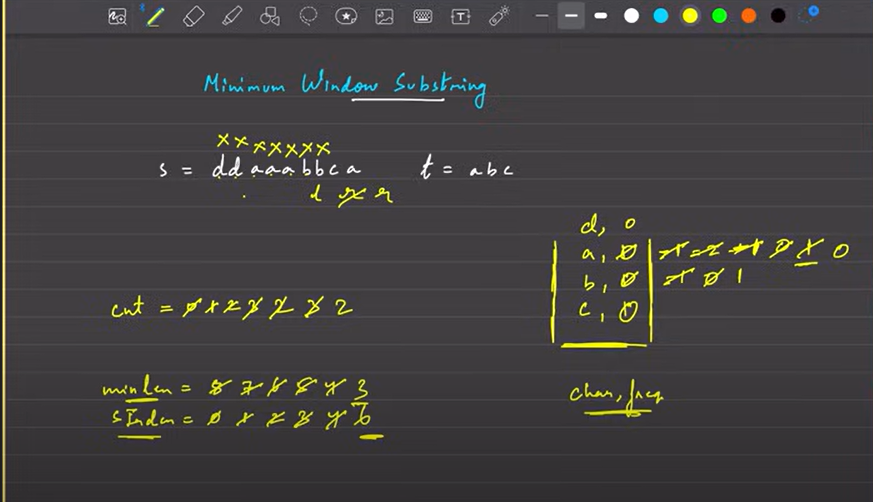 Minimum Window Substring
x x x x x x x
s = ddaaabbca t = abc
l r r
d, 0
a, 0 -1 -2 -1 0 1 0
b, 0 -1 0 1
c, 0
cnt = 0 1 2 3 2 3 2
minLen = 8 7 6 5 4 3
sIndex = 0 1 2 3 4 6
char, freq